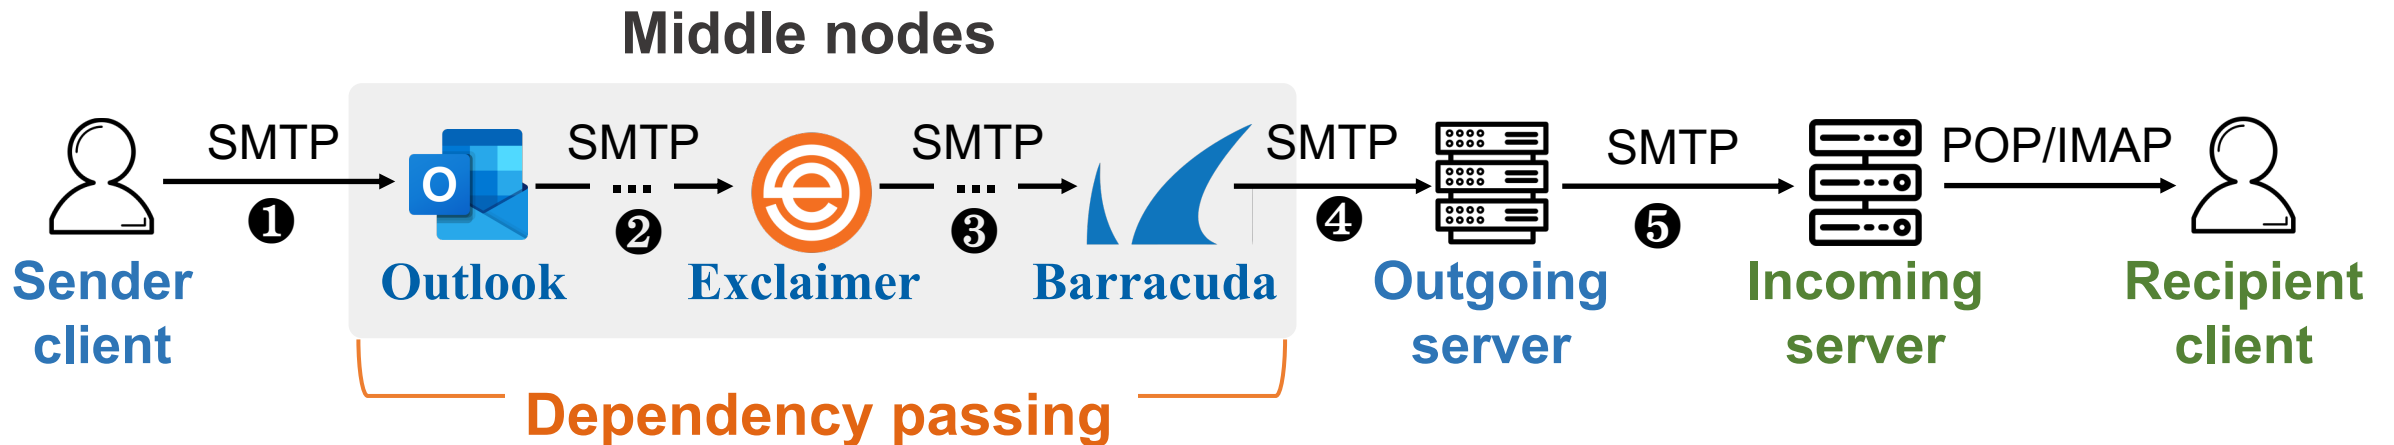 Middle nodes
SMTP
❶
O
SMTP
...
❷
e
SMTP
...
❸
SMTP
❹
SMTP
❺
POP/IMAP
Sender
client
Outlook
Exclaimer
Barracuda
Outgoing
server
Incoming
server
Recipient
client
Dependency passing